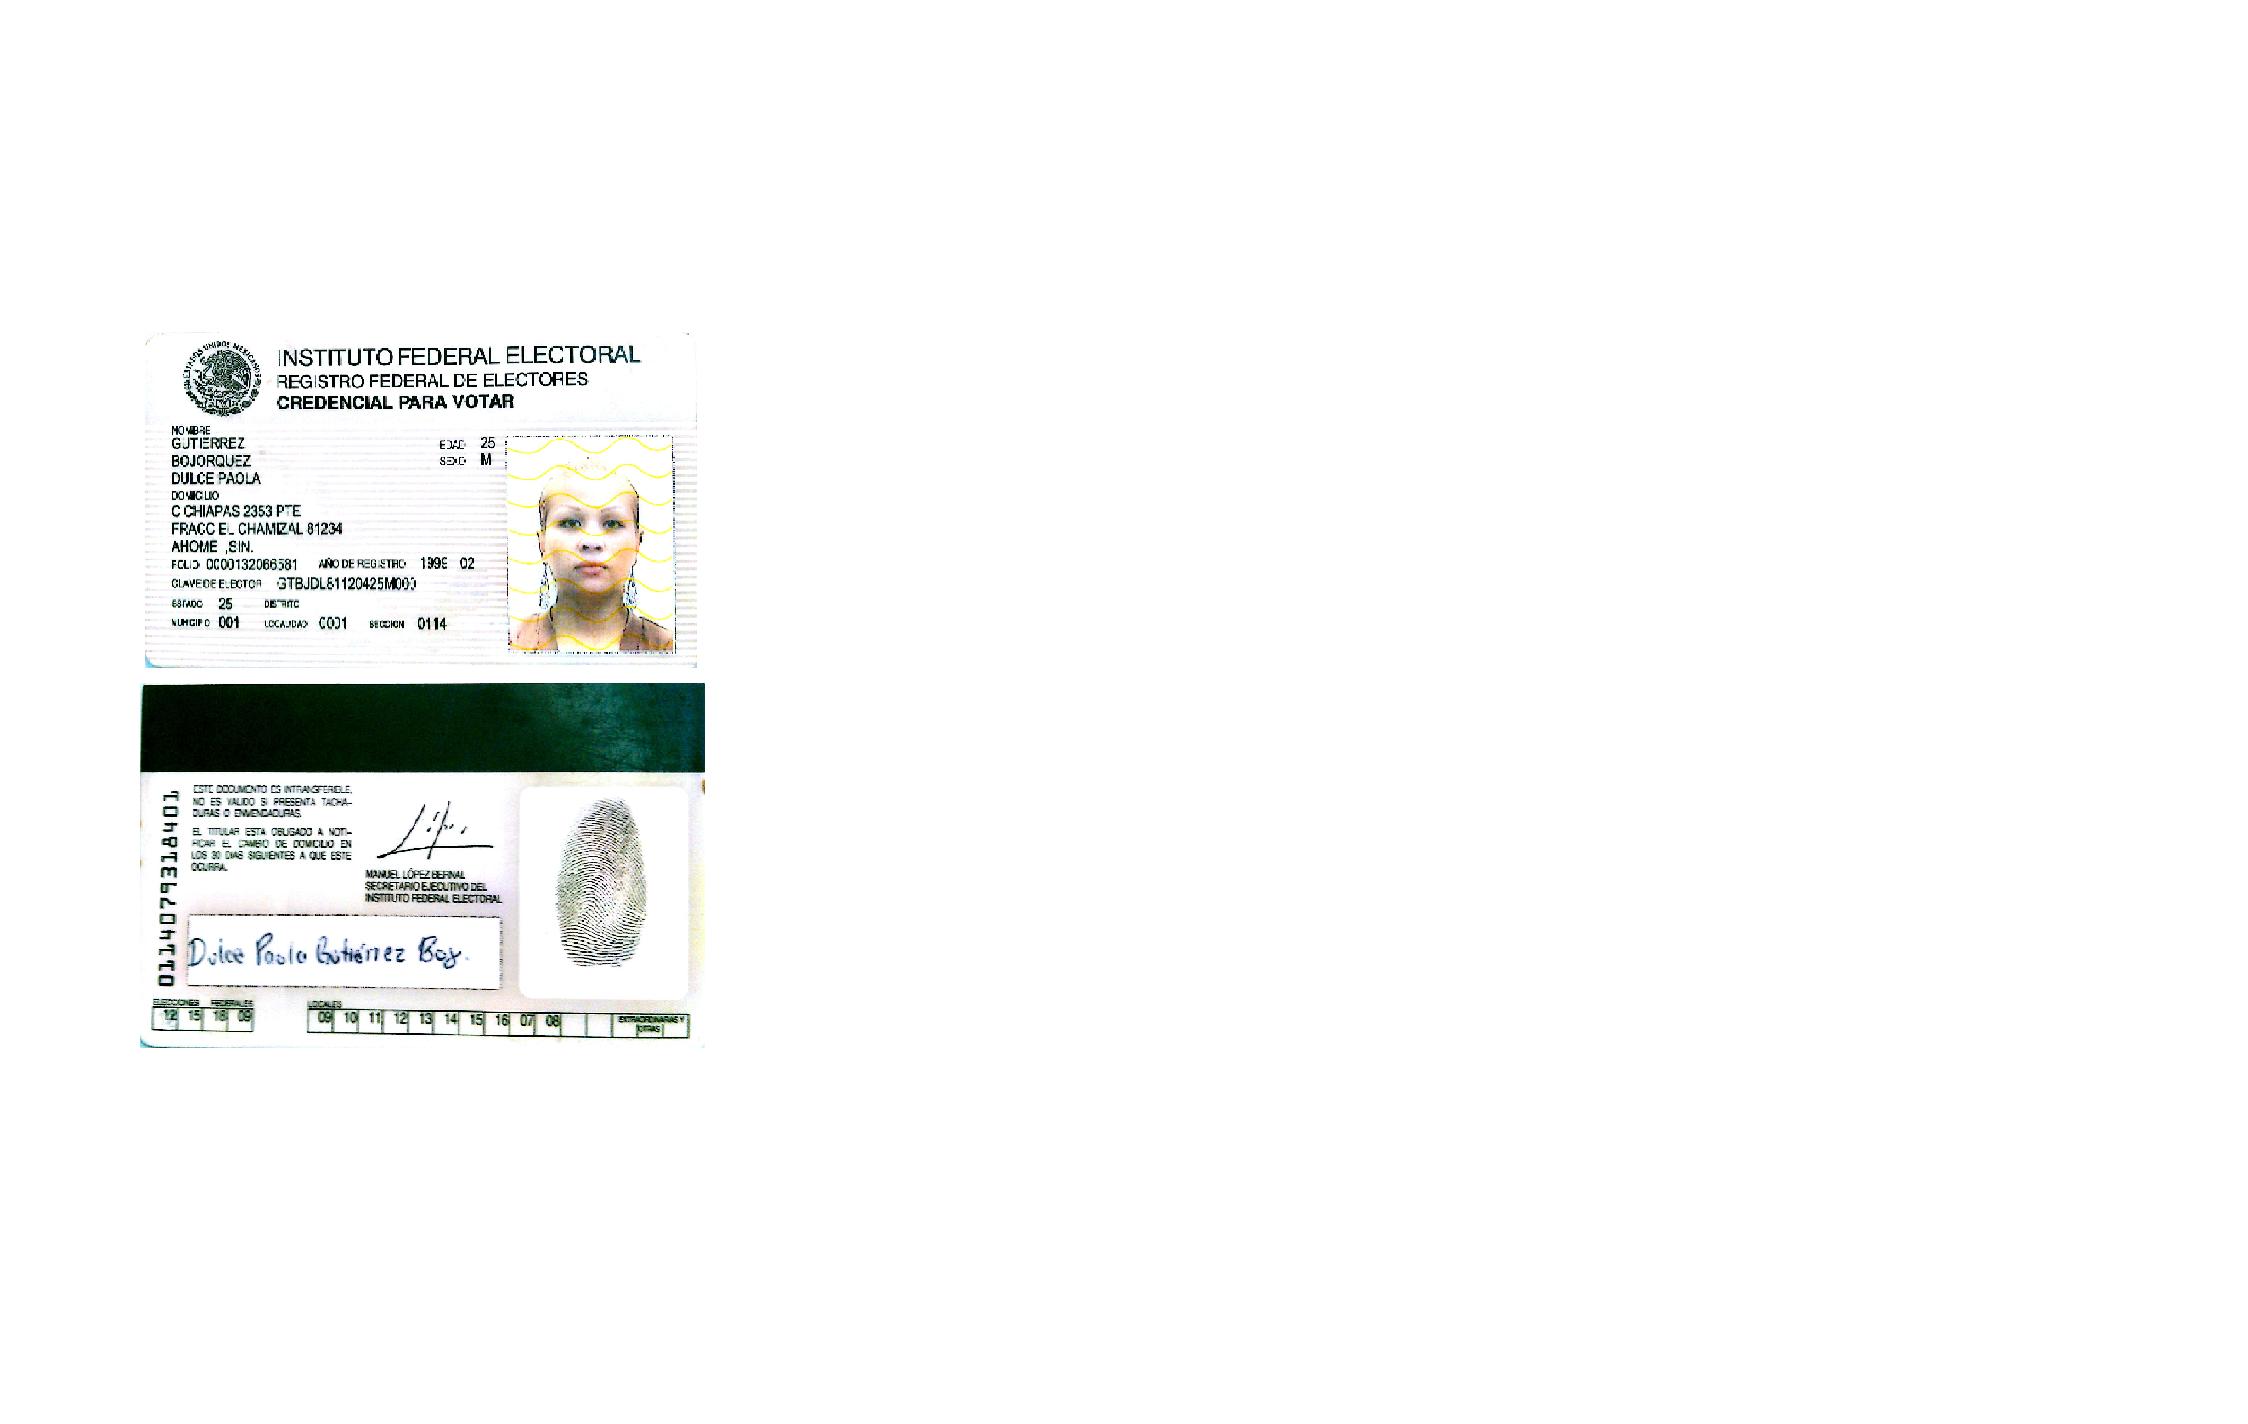 ESTADOS UNIDOS MEXICANOS
INSTITUTO FEDERAL ELECTORAL
REGISTRO FEDERAL DE ELECTORES
CREDENCIAL PARA VOTAR
NOMBRE
GUTIERREZ
BOJORQUEZ
DULCE PAOLA
EDAD 25
SEXO M
DOMICILIO
C CHIAPAS 2353 PTE
FRACC EL CHAMIZAL 81234
AHOME ,SIN.
FOLIO 0000132066581 AÑO DE REGISTRO 1999 02
CLAVE DE ELECTOR GTBJDL81120425M000
ESTADO 25 DISTRITO
MUNICIPIO 001 LOCALIDAD 0001 SECCION 0114
0114079318401
ESTE DOCUMENTO ES INTRANSFERIBLE,
NO ES VALIDO SI PRESENTA TACHA-
DURAS O ENMENDADURAS.
EL TITULAR ESTA OBLIGADO A NOTI-
FICAR EL CAMBIO DE DOMICILIO EN
LOS 30 DIAS SIGUIENTES A QUE ESTE
OCURRA.
MANUEL LÓPEZ BERNAL
SECRETARIO EJECUTIVO DEL
INSTITUTO FEDERAL ELECTORAL
Dulce Paola Gutiérrez Boj.
ELECCIONES FEDERALES
12 15 18 09
LOCALES
09 10 11 12 13 14 15 16 07 08
EXTRAORDINARIAS Y
OTRAS